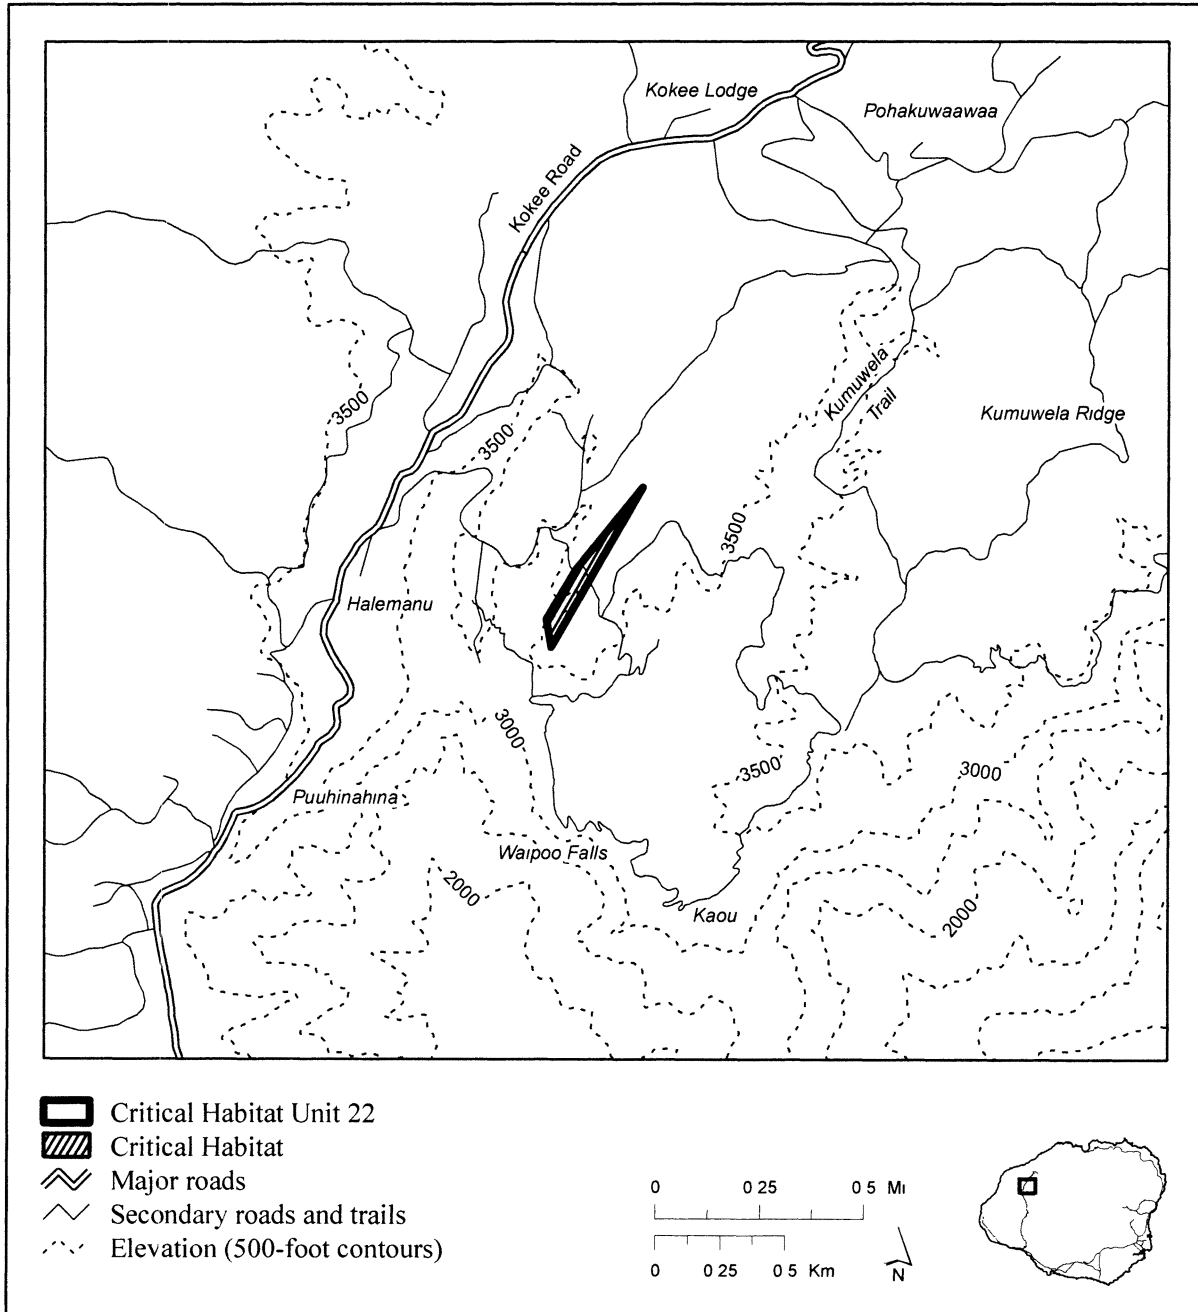 Kokee Lodge
Pohakuwaawaa
Kokee Road
Kumuwela
Trail
3500
Kumuwela Ridge
3500
3500
Halemanu
3000
3500
3000
Puuhinahina
Waipoo Falls
2000
Kaou
2000
Critical Habitat Unit 22
Critical Habitat
Major roads
Secondary roads and trails
Elevation (500-foot contours)
0 0 25 0 5 Mi
0 0 25 0 5 Km
N